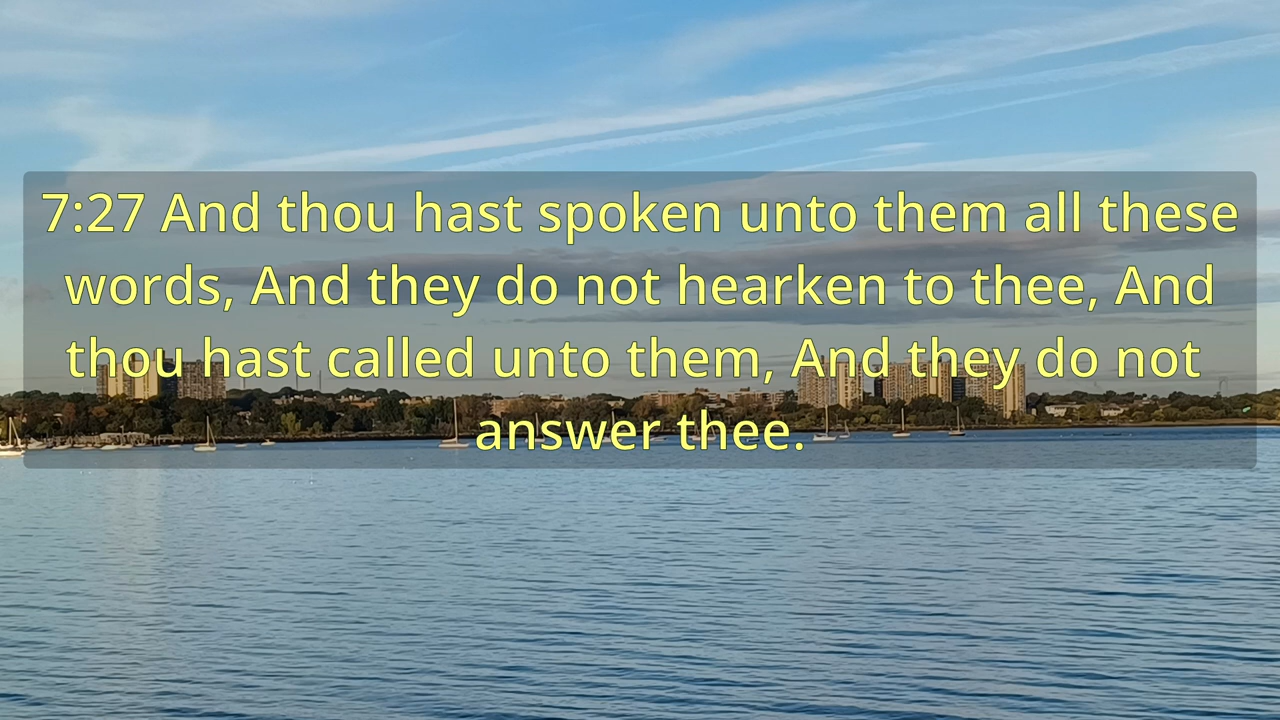 7:27 And thou hast spoken unto them all these
words, And they do not hearken to thee, And
thou hast called unto them, And they do not
answer thee.